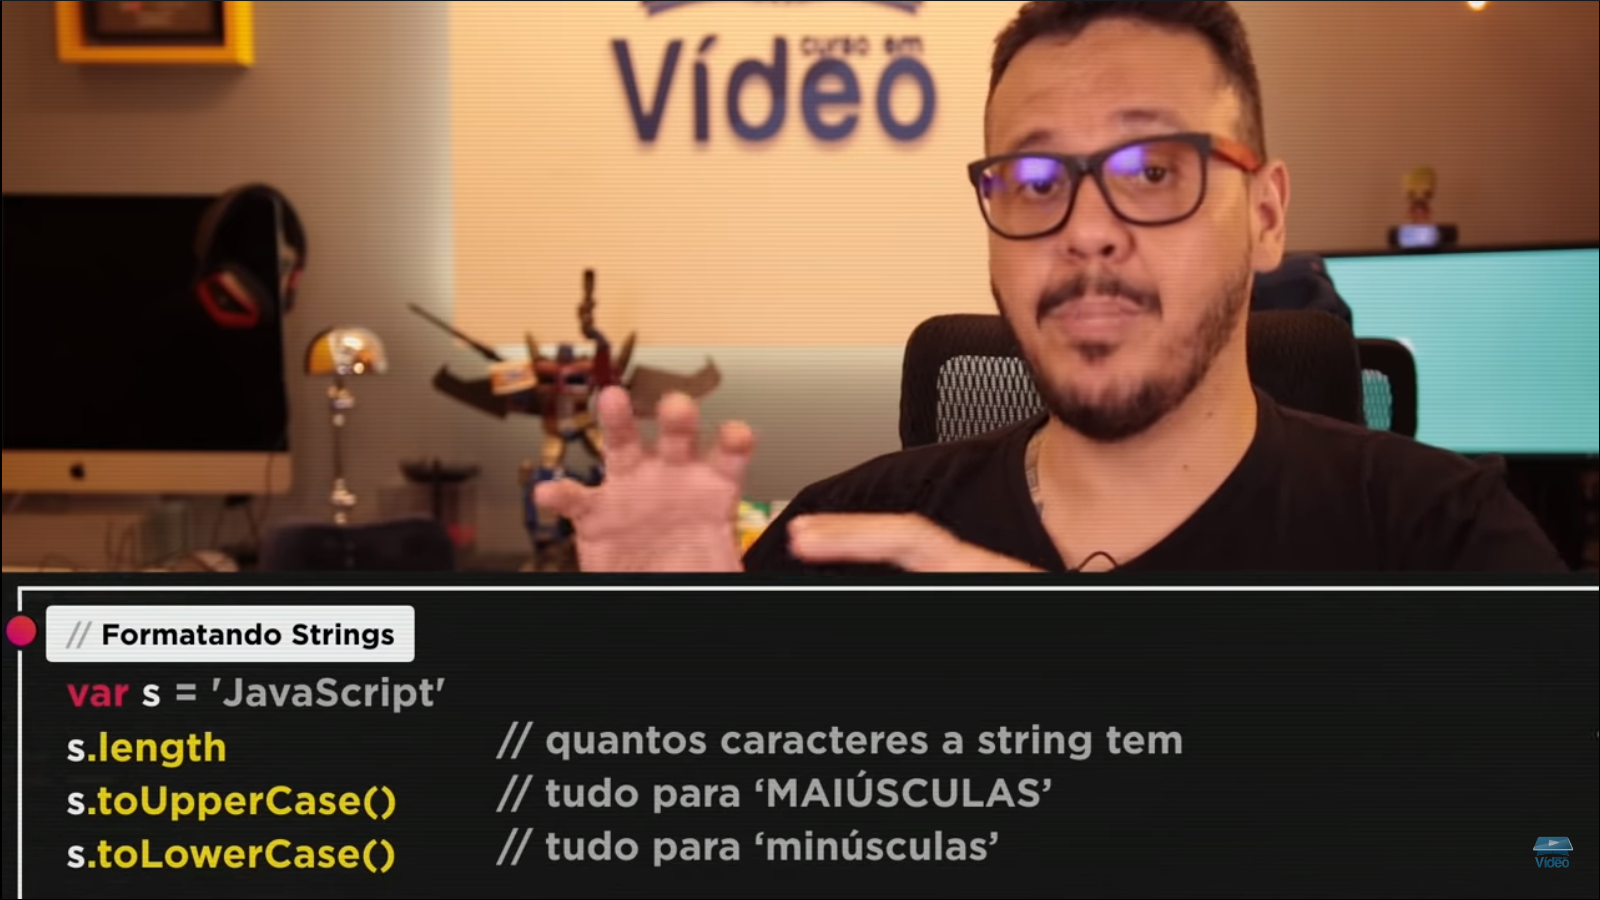 curso em
Vídeo
// Formatando Strings
var s = 'JavaScript'
s.length // quantos caracteres a string tem
s.toUpperCase() // tudo para ‘MAIÚSCULAS’
s.toLowerCase() // tudo para ‘minúsculas’
Vídeo